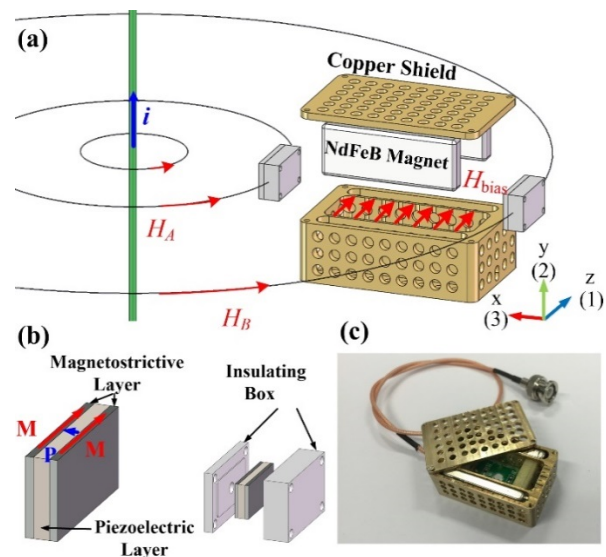 (a)
Copper Shield
i
NdFeB Magnet
H_bias
H_A
H_B
y
(2)
z
(1)
x
(3)
(b)
Magnetostrictive
Layer
Insulating
Box
(c)
M
M
P
Piezoelectric
Layer